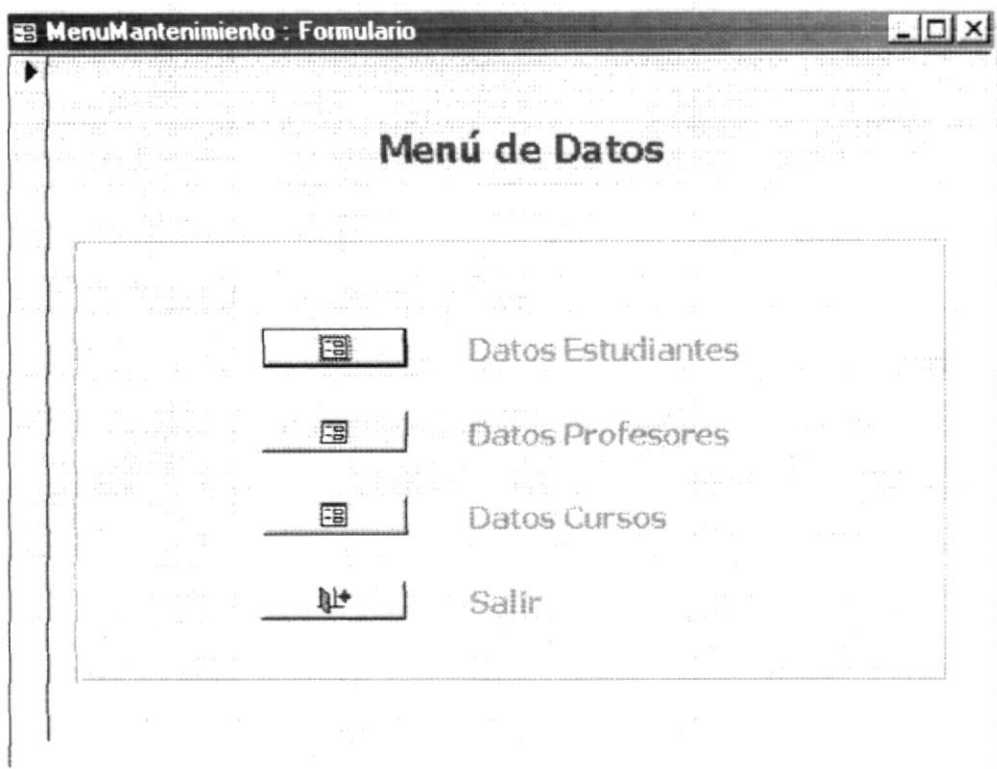 MenuMantenimiento : Formulario
Menú de Datos
Datos Estudiantes
Datos Profesores
Datos Cursos
Salir